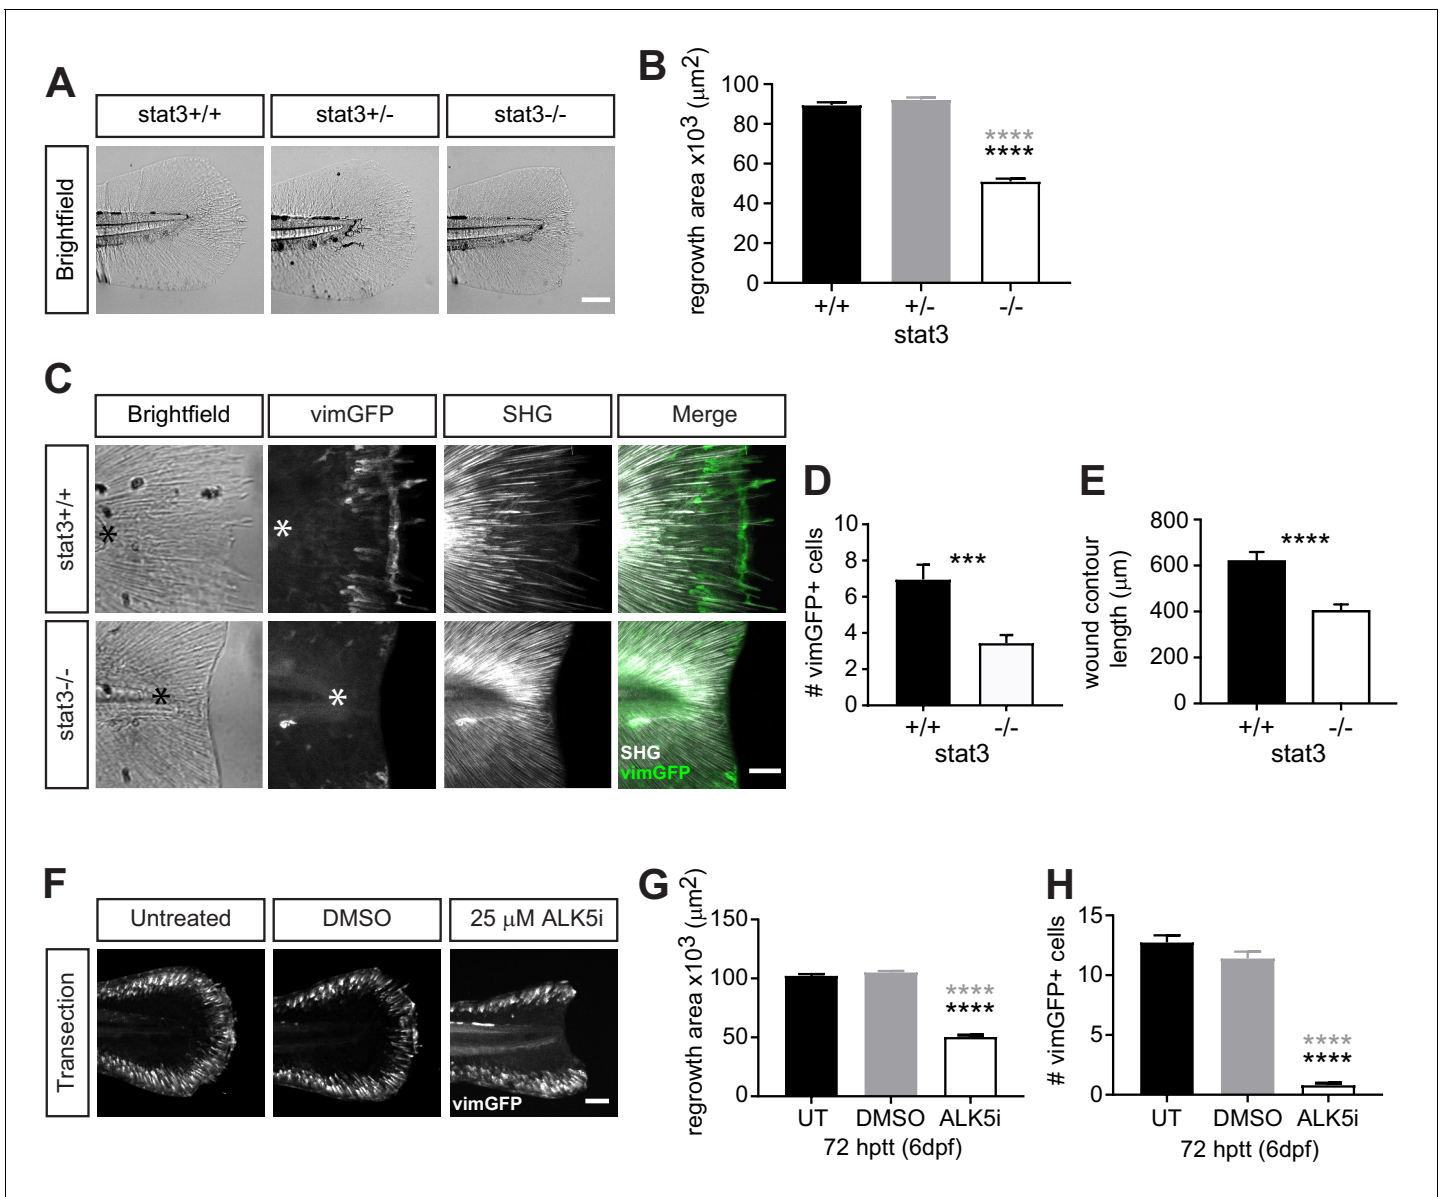 A
stat3+/+
stat3+/-
stat3-/-
Brightfield
B
regrowth area x10³ (μm²)
100
80
60
40
20
0
****
****
+/+
+/-
-/-
stat3
C
Brightfield
vimGFP
SHG
Merge
stat3+/+
*
*
stat3-/-
*
*
SHG
vimGFP
D
# vimGFP+ cells
10
8
6
4
2
0
***
+/+
-/-
stat3
E
wound contour
length (μm)
800
600
400
200
0
****
+/+
-/-
stat3
F
Untreated
DMSO
25 μM ALK5i
Transection
vimGFP
G
regrowth area x10³ (μm²)
150
100
50
0
****
****
UT
DMSO
ALK5i
72 hptt (6dpf)
H
# vimGFP+ cells
15
10
5
0
****
****
UT
DMSO
ALK5i
72 hptt (6dpf)